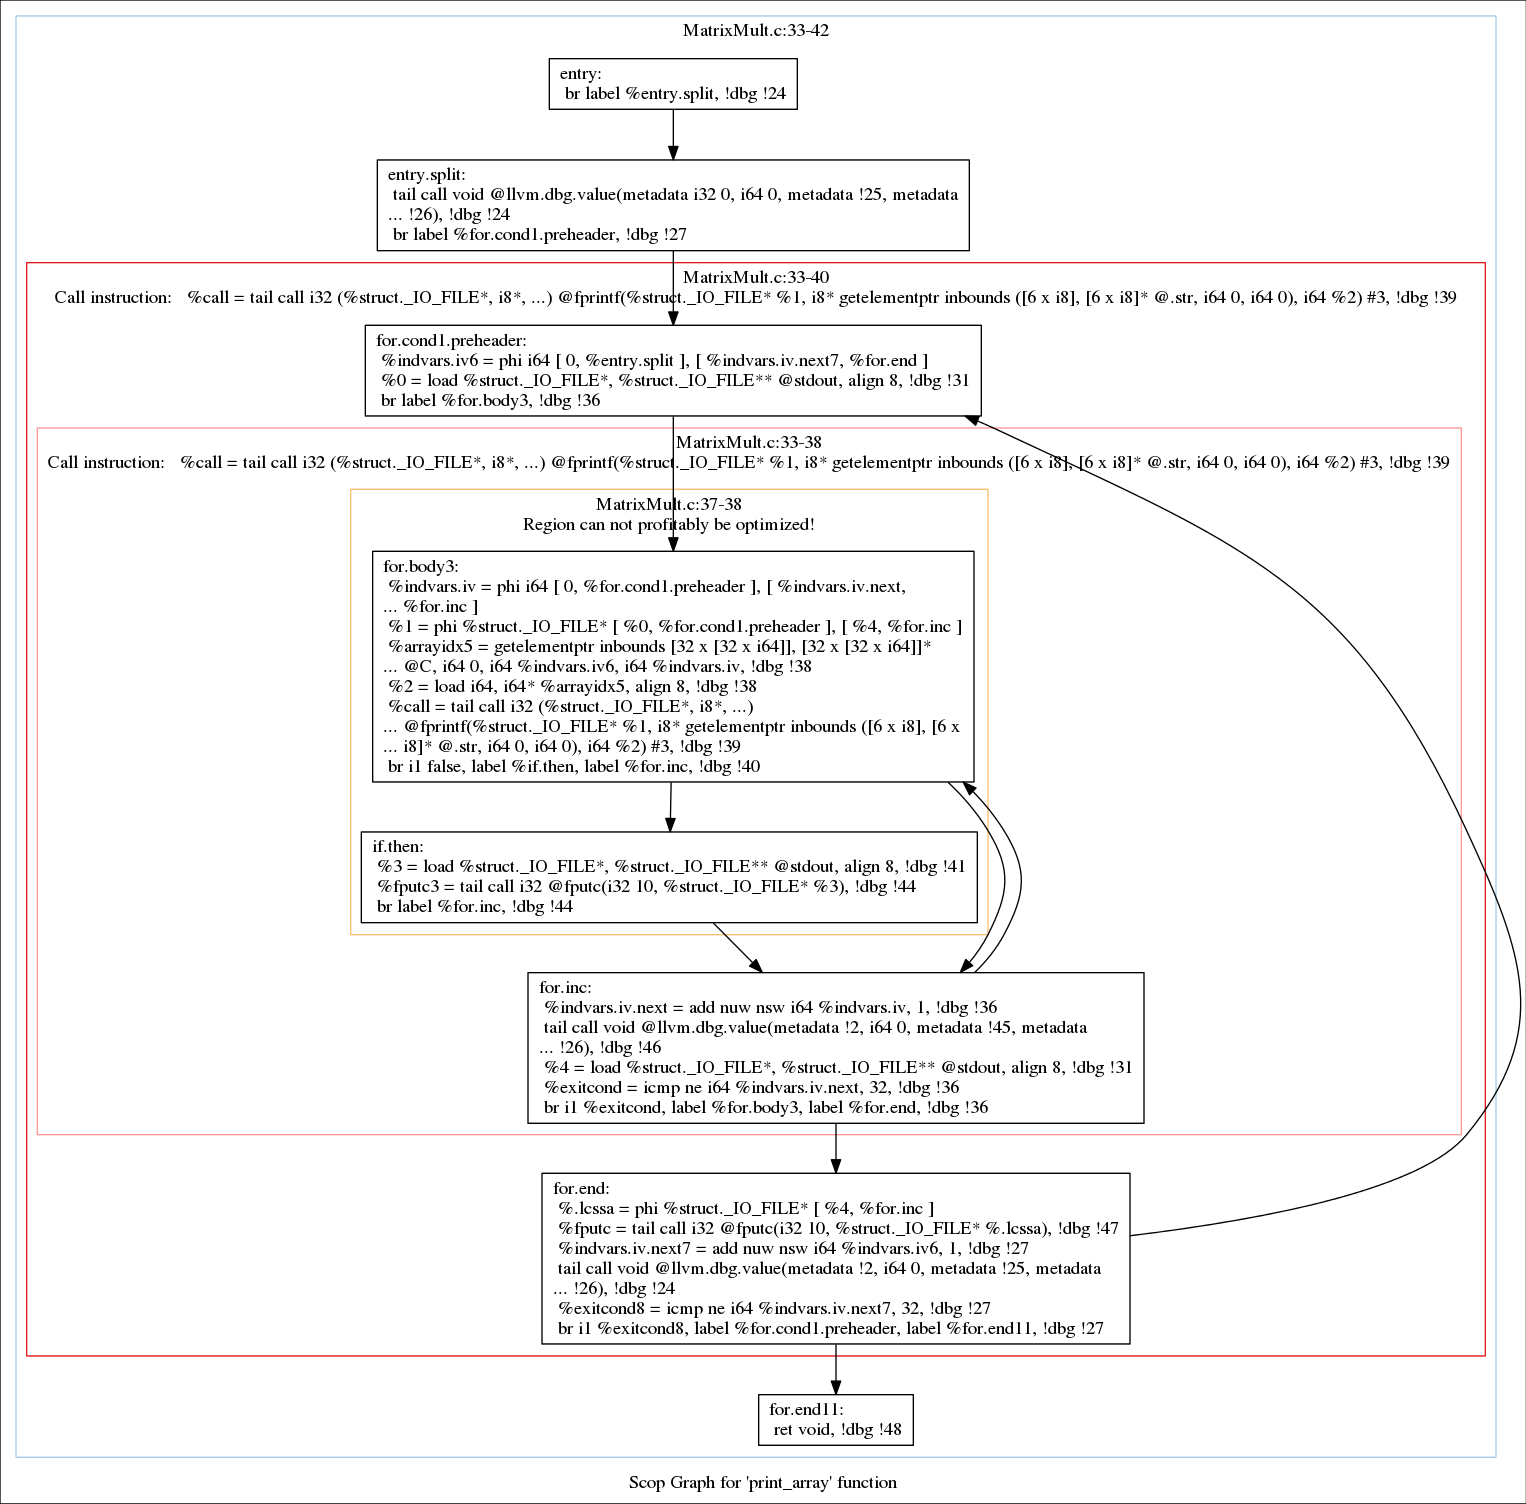 MatrixMult.c:33-42
entry:
br label %entry.split, !dbg !24
entry.split:
tail call void @llvm.dbg.value(metadata i32 0, i64 0, metadata !25, metadata
... !26), !dbg !24
br label %for.cond1.preheader, !dbg !27
MatrixMult.c:33-40
Call instruction:   %call = tail call i32 (%struct._IO_FILE*, i8*, ...) @fprintf(%struct._IO_FILE* %1, i8* getelementptr inbounds ([6 x i8], [6 x i8]* @.str, i64 0, i64 0), i64 %2) #3, !dbg !39
for.cond1.preheader:
%indvars.iv6 = phi i64 [ 0, %entry.split ], [ %indvars.iv.next7, %for.end ]
%0 = load %struct._IO_FILE*, %struct._IO_FILE** @stdout, align 8, !dbg !31
br label %for.body3, !dbg !36
MatrixMult.c:33-38
Call instruction:   %call = tail call i32 (%struct._IO_FILE*, i8*, ...) @fprintf(%struct._IO_FILE* %1, i8* getelementptr inbounds ([6 x i8], [6 x i8]* @.str, i64 0, i64 0), i64 %2) #3, !dbg !39
MatrixMult.c:37-38
Region can not profitably be optimized!
for.body3:
%indvars.iv = phi i64 [ 0, %for.cond1.preheader ], [ %indvars.iv.next,
... %for.inc ]
%1 = phi %struct._IO_FILE* [ %0, %for.cond1.preheader ], [ %4, %for.inc ]
%arrayidx5 = getelementptr inbounds [32 x [32 x i64]], [32 x [32 x i64]]*
... @C, i64 0, i64 %indvars.iv6, i64 %indvars.iv, !dbg !38
%2 = load i64, i64* %arrayidx5, align 8, !dbg !38
%call = tail call i32 (%struct._IO_FILE*, i8*, ...)
... @fprintf(%struct._IO_FILE* %1, i8* getelementptr inbounds ([6 x i8], [6 x
... i8]* @.str, i64 0, i64 0), i64 %2) #3, !dbg !39
br i1 false, label %if.then, label %for.inc, !dbg !40
if.then:
%3 = load %struct._IO_FILE*, %struct._IO_FILE** @stdout, align 8, !dbg !41
%fputc3 = tail call i32 @fputc(i32 10, %struct._IO_FILE* %3), !dbg !44
br label %for.inc, !dbg !44
for.inc:
%indvars.iv.next = add nuw nsw i64 %indvars.iv, 1, !dbg !36
tail call void @llvm.dbg.value(metadata !2, i64 0, metadata !45, metadata
... !26), !dbg !46
%4 = load %struct._IO_FILE*, %struct._IO_FILE** @stdout, align 8, !dbg !31
%exitcond = icmp ne i64 %indvars.iv.next, 32, !dbg !36
br i1 %exitcond, label %for.body3, label %for.end, !dbg !36
for.end:
%.lcssa = phi %struct._IO_FILE* [ %4, %for.inc ]
%fputc = tail call i32 @fputc(i32 10, %struct._IO_FILE* %.lcssa), !dbg !47
%indvars.iv.next7 = add nuw nsw i64 %indvars.iv6, 1, !dbg !27
tail call void @llvm.dbg.value(metadata !2, i64 0, metadata !25, metadata
... !26), !dbg !24
%exitcond8 = icmp ne i64 %indvars.iv.next7, 32, !dbg !27
br i1 %exitcond8, label %for.cond1.preheader, label %for.end11, !dbg !27
for.end11:
ret void, !dbg !48
Scop Graph for 'print_array' function